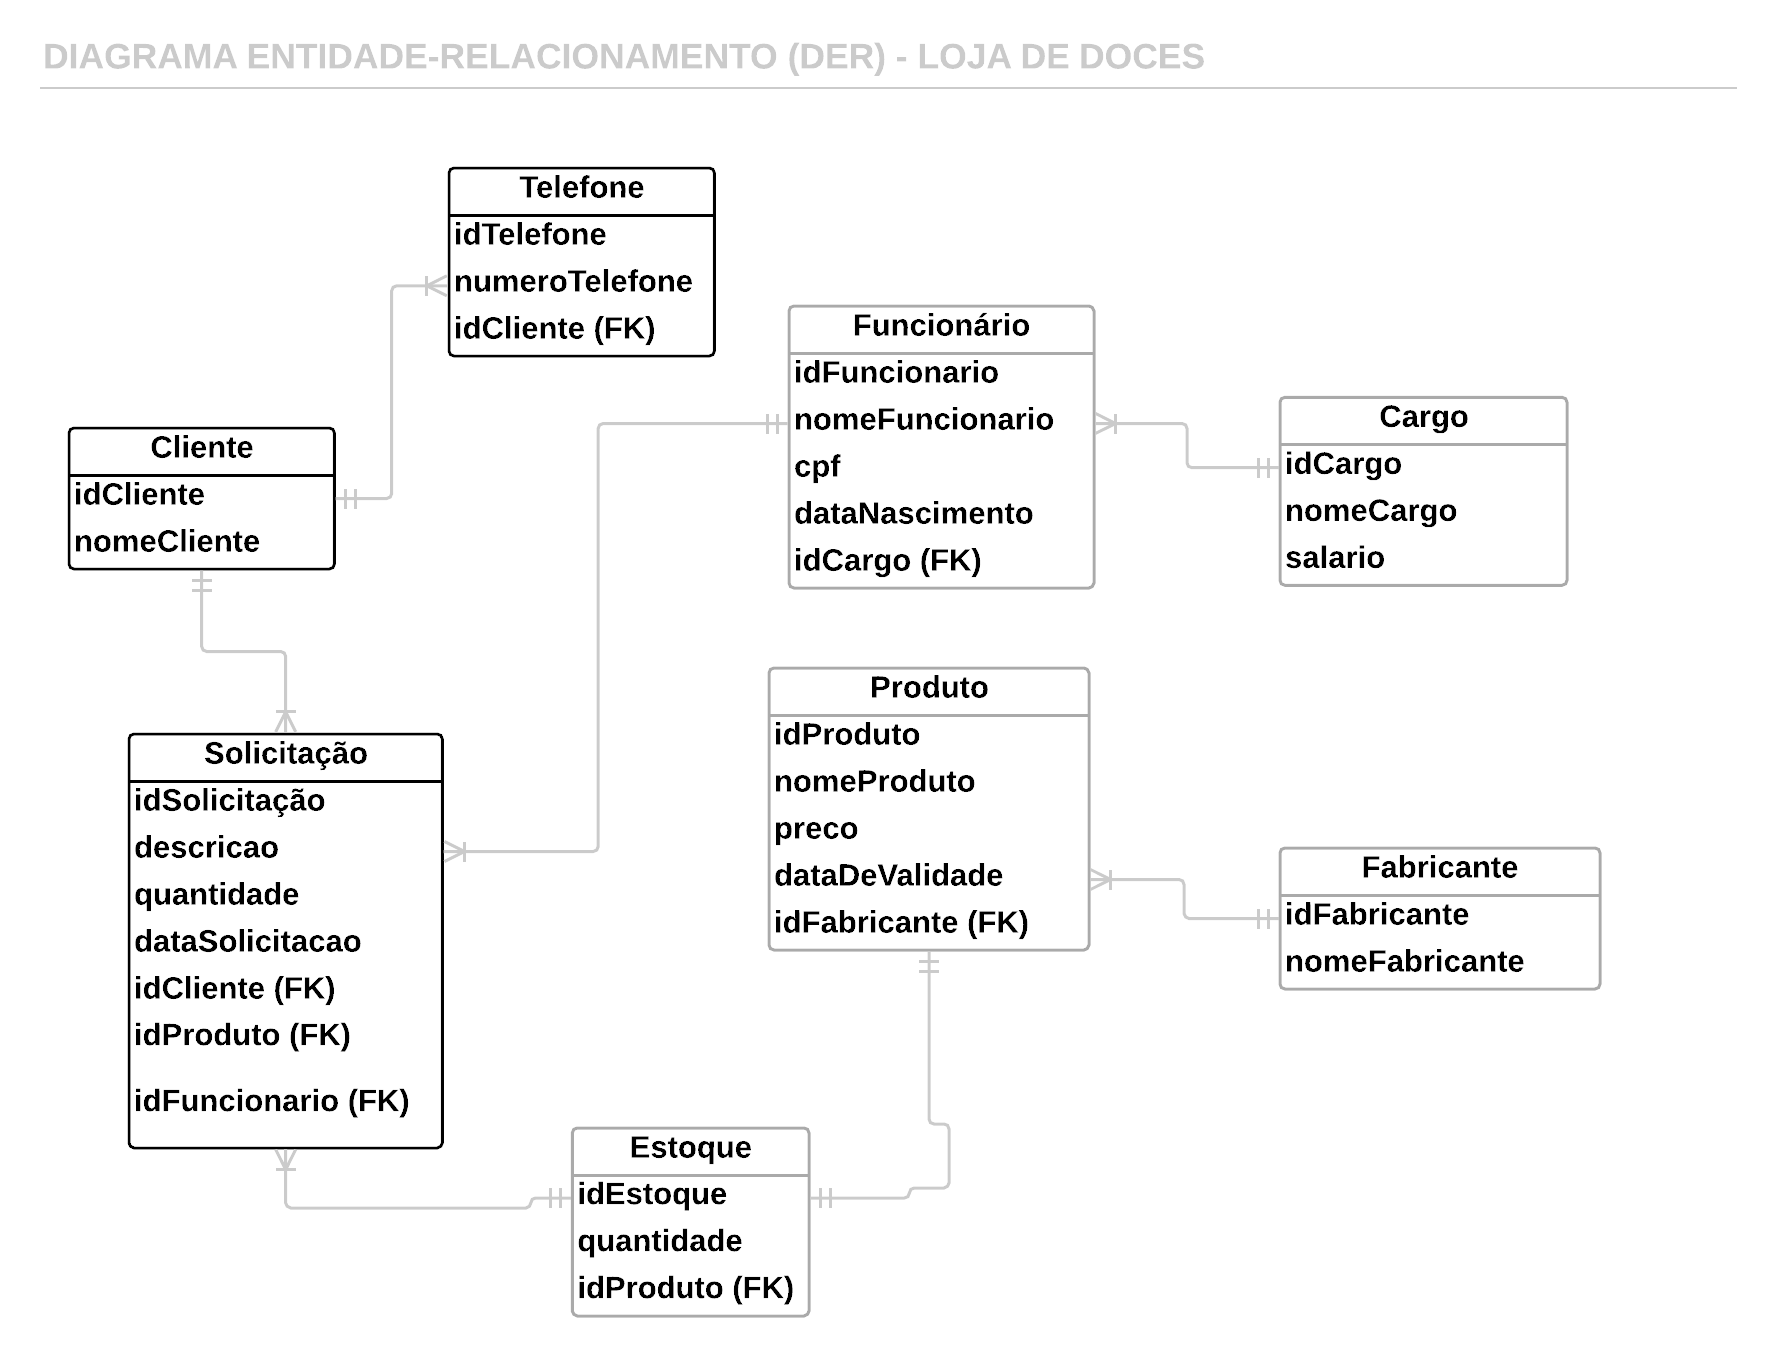 DIAGRAMA ENTIDADE-RELACIONAMENTO (DER) - LOJA DE DOCES
Telefone
idTelefone
numeroTelefone
idCliente (FK)
Funcionário
idFuncionario
nomeFuncionario
cpf
dataNascimento
idCargo (FK)
Cargo
idCargo
nomeCargo
salario
Cliente
idCliente
nomeCliente
Solicitação
idSolicitação
descricao
quantidade
dataSolicitacao
idCliente (FK)
idProduto (FK)
idFuncionario (FK)
Produto
idProduto
nomeProduto
preco
dataDeValidade
idFabricante (FK)
Fabricante
idFabricante
nomeFabricante
Estoque
idEstoque
quantidade
idProduto (FK)